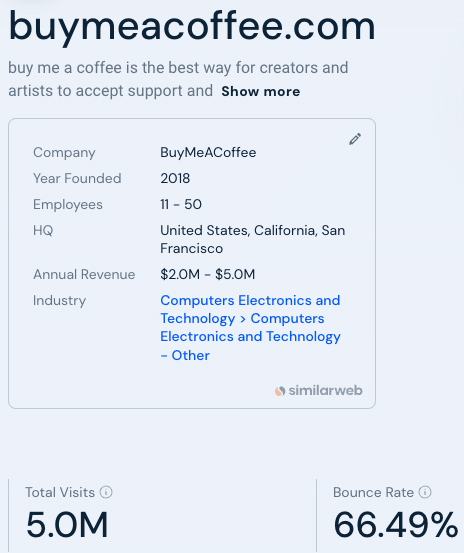 buymeacoffee.com
buy me a coffee is the best way for creators and
artists to accept support and Show more
Company BuyMeACoffee
Year Founded 2018
Employees 11 - 50
HQ United States, California, San
Francisco
Annual Revenue $2.0M - $5.0M
Industry Computers Electronics and
Technology > Computers
Electronics and Technology
- Other
similarweb
Total Visits Bounce Rate
5.0M 66.49%